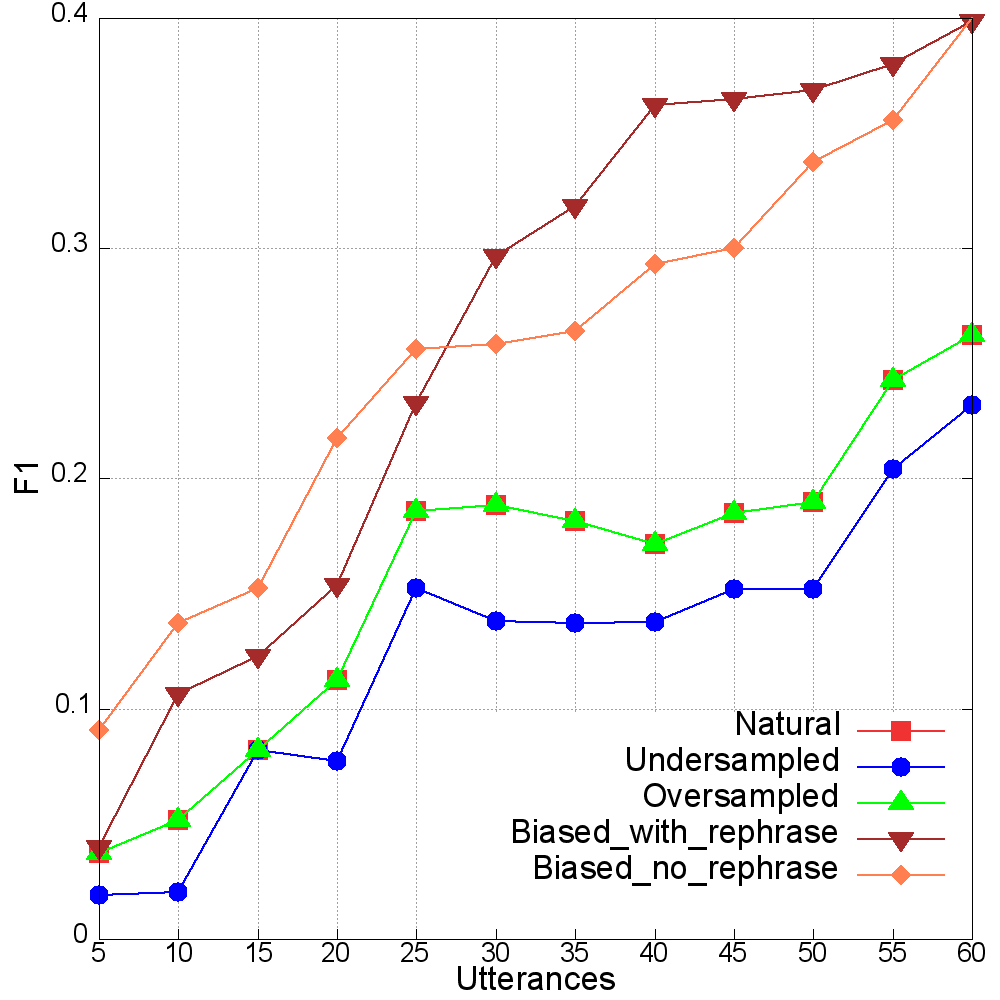 0.4
0.3
0.2
0.1
0
F1
Natural
Undersampled
Oversampled
Biased_with_rephrase
Biased_no_rephrase
5 10 15 20 25 30 35 40 45 50 55 60
Utterances